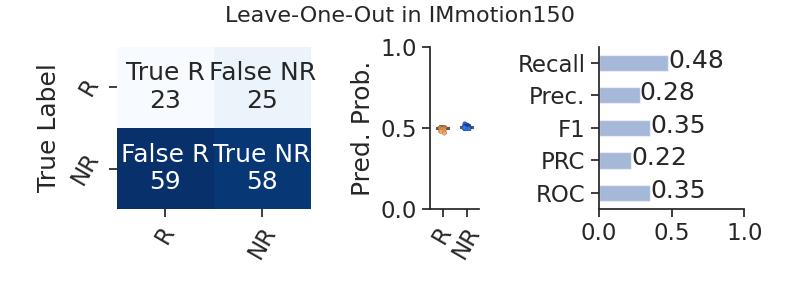 Leave-One-Out in IMmotion150
True Label
R
NR
True R
23
False NR
25
False R
59
True NR
58
R
NR
Pred. Prob.
1.0
0.5
0.0
R
NR
Recall
0.48
Prec.
0.28
F1
0.35
PRC
0.22
ROC
0.35
0.0
0.5
1.0